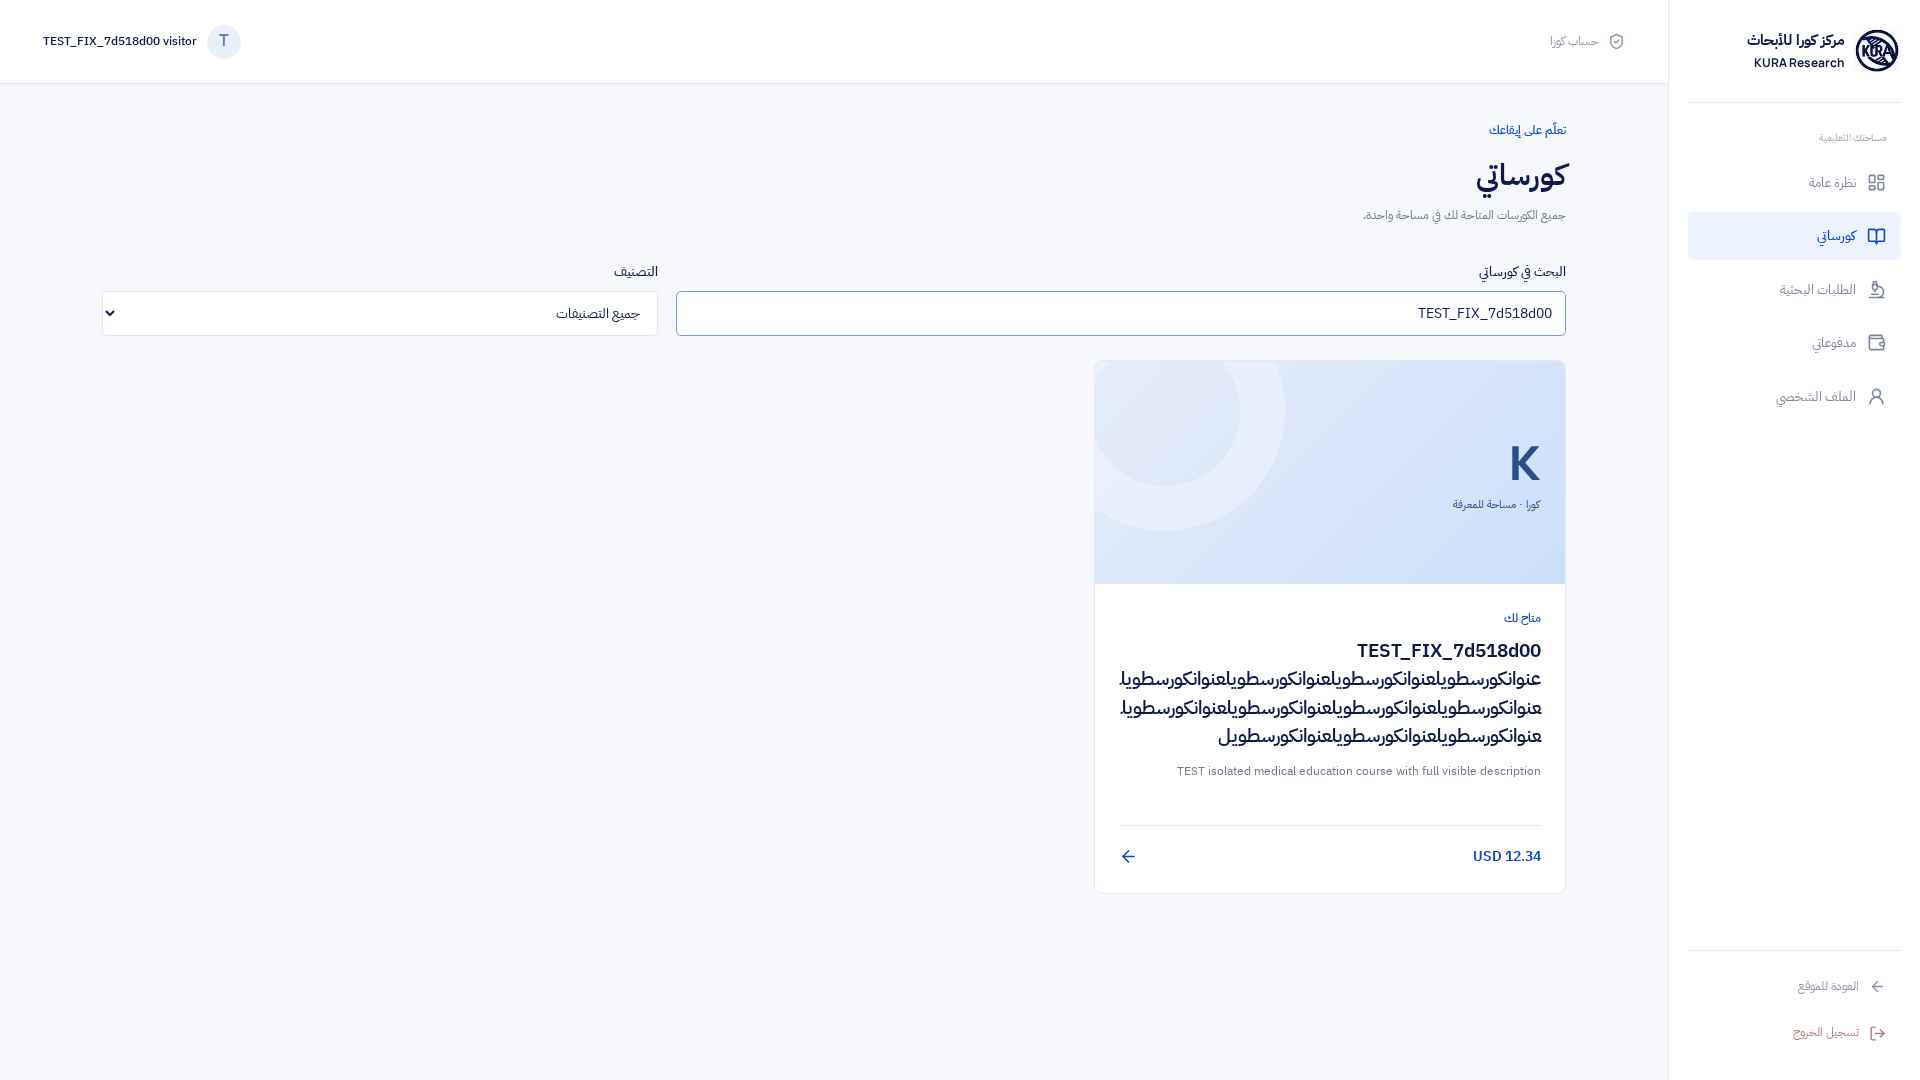 مركز كورا للأبحاث
KURA Research
KURA
مساحتك التعليمية
نظرة عامة
كورساتي
الطلبات البحثية
مدفوعاتي
الملف الشخصي
العودة للموقع
تسجيل الخروج
حساب كورا
T
TEST_FIX_7d518d00 visitor
تعلّم على إيقاعك
كورساتي
جميع الكورسات المتاحة لك في مساحة واحدة.
البحث في كورساتي
TEST_FIX_7d518d00
التصنيف
جميع التصنيفات
K
كورا · مساحة للمعرفة
متاح لك
TEST_FIX_7d518d00
عنوانكورسطويلعنوانكورسطويلعنوانكورسطويلعنوانكورسطويل
عنوانكورسطويلعنوانكورسطويلعنوانكورسطويلعنوانكورسطويل
عنوانكورسطويلعنوانكورسطويلعنوانكورسطويل
TEST isolated medical education course with full visible description
USD 12.34